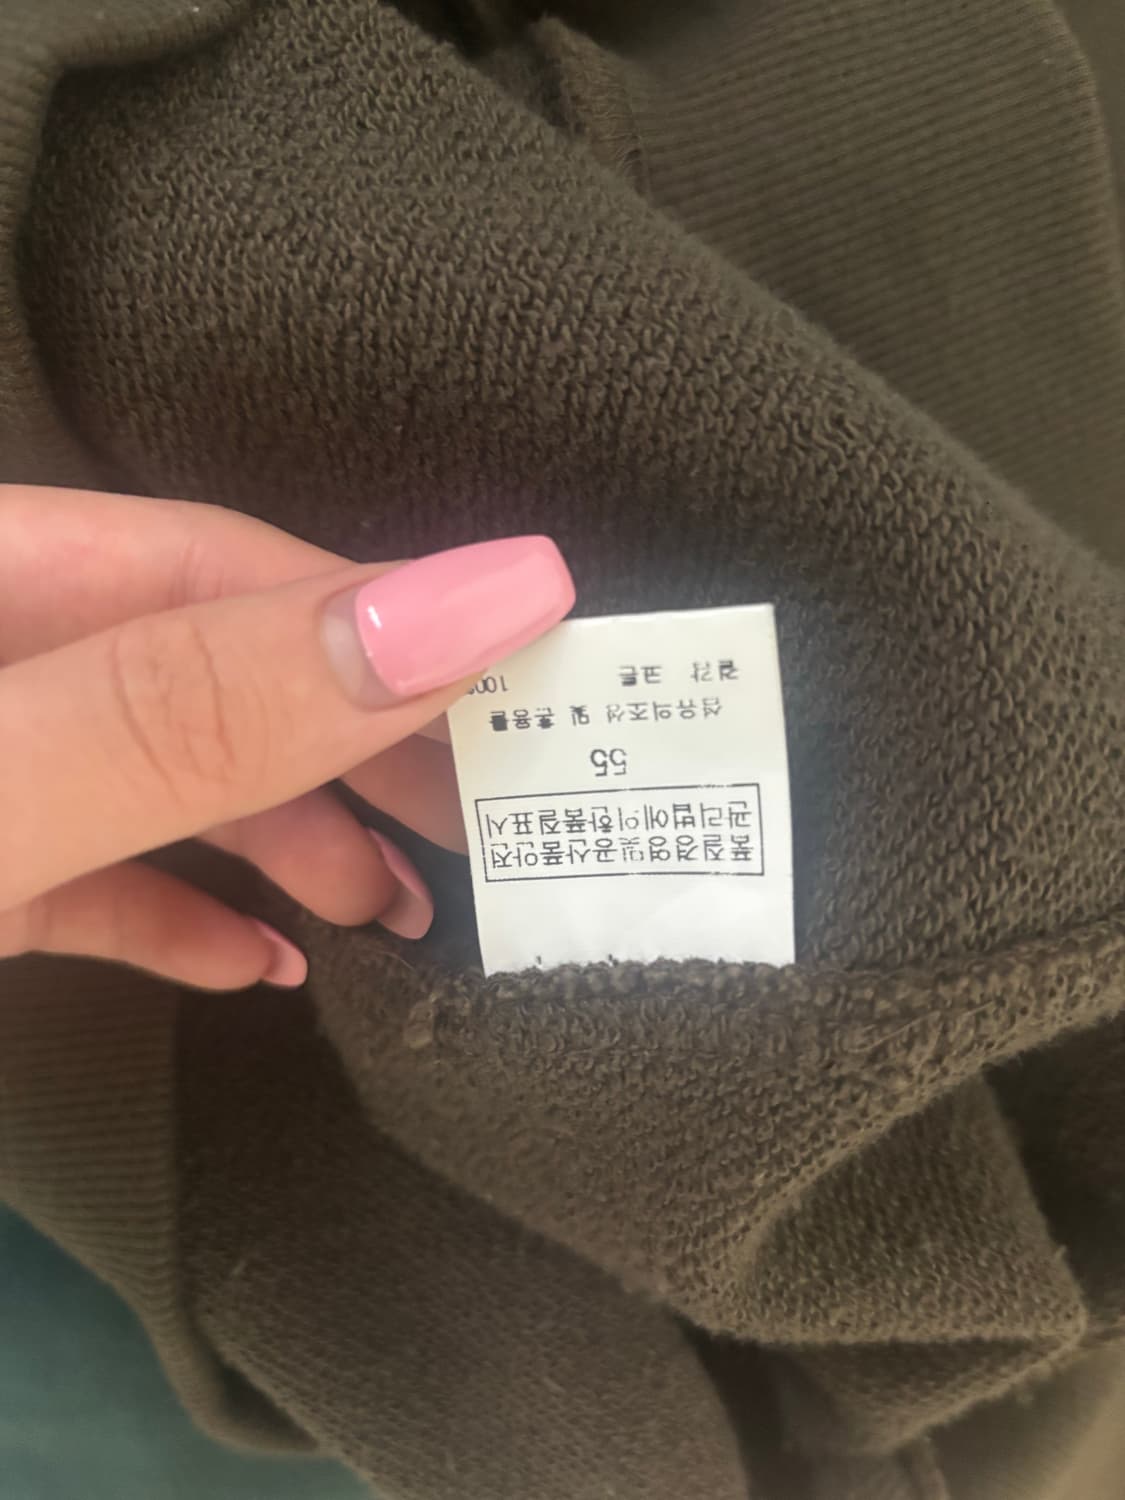 품질경영및공산품안전
관리법에의한품질표시
55
섬유의조성 및 혼용률
겉감 코튼 100%